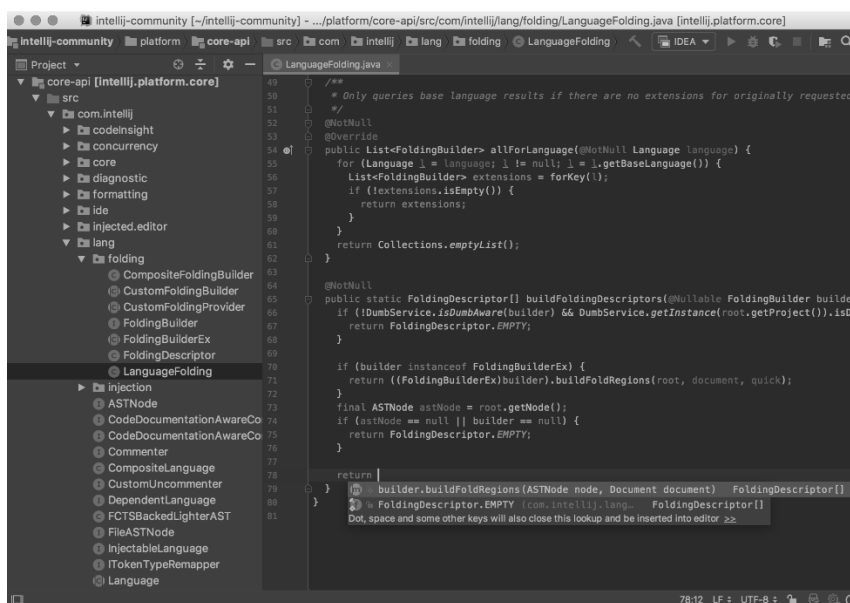 intellij-community [~/intellij-community] - .../platform/core-api/src/com/intellij/lang/folding/LanguageFolding.java [intellij.platform.core]
intellij-community platform core-api src com intellij lang folding LanguageFolding IDEA
Project
LanguageFolding.java
core-api [intellij.platform.core]
src
com.intellij
codeInsight
concurrency
core
diagnostic
formatting
ide
injected.editor
lang
folding
CompositeFoldingBuilder
CustomFoldingBuilder
CustomFoldingProvider
FoldingBuilder
FoldingBuilderEx
FoldingDescriptor
LanguageFolding
injection
ASTNode
CodeDocumentationAwareCo
CodeDocumentationAwareCo
Commenter
CompositeLanguage
CustomUncommenter
DependentLanguage
FCTSBackedLighterAST
FileASTNode
InjectableLanguage
ITokenTypeRemapper
Language
49 /**
50 * Only queries base language results if there are no extensions for originally requested
51 */
52 @NotNull
53 @Override
54 public List<FoldingBuilder> allForLanguage(@NotNull Language language) {
55 for (Language l = language; l != null; l = l.getBaseLanguage()) {
56 List<FoldingBuilder> extensions = forKey(l);
57 if (!extensions.isEmpty()) {
58 return extensions;
59 }
60 }
61 return Collections.emptyList();
62 }
63
64 @NotNull
65 public static FoldingDescriptor[] buildFoldingDescriptors(@Nullable FoldingBuilder builde
66 if (!DumbService.isDumbAware(builder) && DumbService.getInstance(root.getProject()).isD
67 return FoldingDescriptor.EMPTY;
68 }
69
70 if (builder instanceof FoldingBuilderEx) {
71 return ((FoldingBuilderEx)builder).buildFoldRegions(root, document, quick);
72 }
73 final ASTNode astNode = root.getNode();
74 if (astNode == null || builder == null) {
75 return FoldingDescriptor.EMPTY;
76 }
77
78 return
79 }
80 }
81
builder.buildFoldRegions(ASTNode node, Document document) FoldingDescriptor[]
FoldingDescriptor.EMPTY (com.intellij.lang… FoldingDescriptor[]
Dot, space and some other keys will also close this lookup and be inserted into editor >>
78:12 LF UTF-8